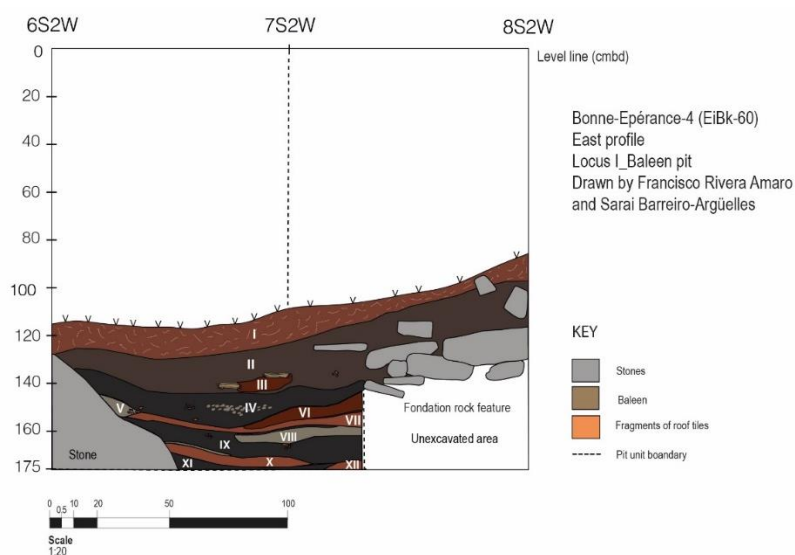 6S2W 7S2W 8S2W
0 Level line (cmbd)
20
40
60
80
100
120
140
150
160
175
Bonne-Epérance-4 (EiBk-60)
East profile
Locus I_Baleen pit
Drawn by Francisco Rivera Amaro
and Sarai Barreiro-Argüelles
I
II
III
IV
V
VI
VII
VIII
IX
X
XI
XII
Stone
Fondation rock feature
Unexcavated area
KEY
Stones
Baleen
Fragments of roof tiles
Pit unit boundary
0 0,5 10 20 50 100
Scale
1:20